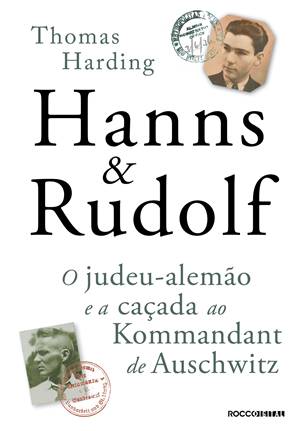 Thomas
Harding
Hanns
&
Rudolf
O judeu-alemão
e a caçada ao
Kommandant
de Auschwitz
ROCCODIGITAL